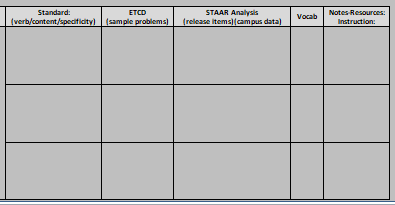 Standard:
(verb/content/specificity)
ETCD
(sample problems)
STAAR Analysis
(release items)(campus data)
Vocab
Notes-Resources:
Instruction: